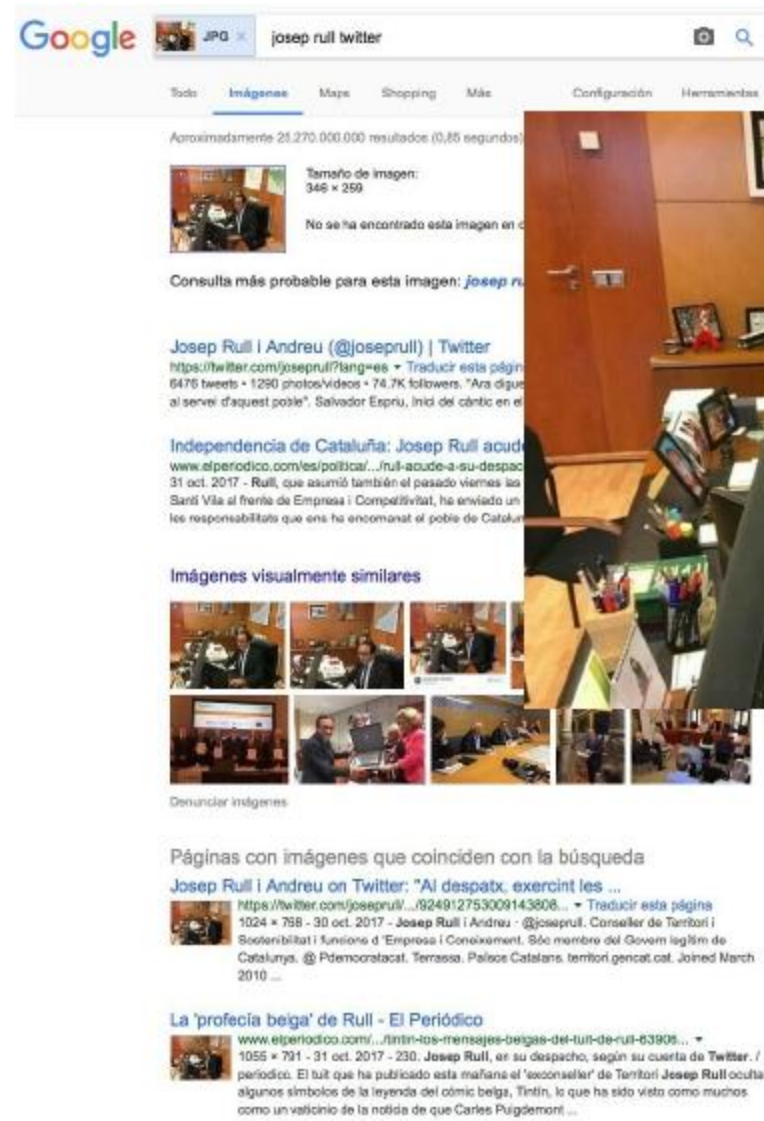 Google JPG × josep rull twitter
Todo Imágenes Maps Shopping Más Configuración Herramientas
Aproximadamente 25.270.000.000 resultados (0,85 segundos)
Tamaño de imagen:
346 × 259
No se ha encontrado esta imagen en
Consulta más probable para esta imagen: josep
Josep Rull i Andreu (@joseprull) | Twitter
https://twitter.com/joseprull?lang=es Traducir esta págin
6476 tweets • 1290 photos/videos • 74.7K followers. "Ara digue
al servei d'aquest poble". Salvador Espriu, Inici del càntic en el
Independencia de Cataluña: Josep Rull acude
www.elperiodico.com/es/politica/.../rull-acude-a-su-despac
31 oct. 2017 - Rull, que asumió también el pasado viernes las
Santi Vila al frente de Empresa i Competitivitat, ha enviado un
les responsabilitats que ens ha encomanat el poble de Catalun
Imágenes visualmente similares
Denunciar imágenes
Páginas con imágenes que coinciden con la búsqueda
Josep Rull i Andreu on Twitter: "Al despatx, exercint les ...
https://twitter.com/joseprull/.../924912753009143808... Traducir esta página
1024 × 768 - 30 oct. 2017 - Josep Rull i Andreu · @joseprull. Conseller de Territori i
Sostenibilitat i funcions d 'Empresa i Coneixement. Sóc membre del Govern legítim de
Catalunya. @ Pdemocratacat. Terrassa. Països Catalans. territori.gencat.cat. Joined March
2010 ...
La 'profecía beiga' de Rull - El Periódico
www.elperiodico.com/.../tintin-los-mensajes-belgas-del-tuit-de-rull-63906...
1055 × 791 - 31 oct. 2017 - 230. Josep Rull, en su despacho, según su cuenta de Twitter. /
periodico. El tuit que ha publicado esta mañana el 'exconseller' de Territori Josep Rull oculta
algunos símbolos de la leyenda del cómic belga, Tintín, lo que ha sido visto como muchos
como un vaticinio de la noticia de que Carles Puigdemont ...